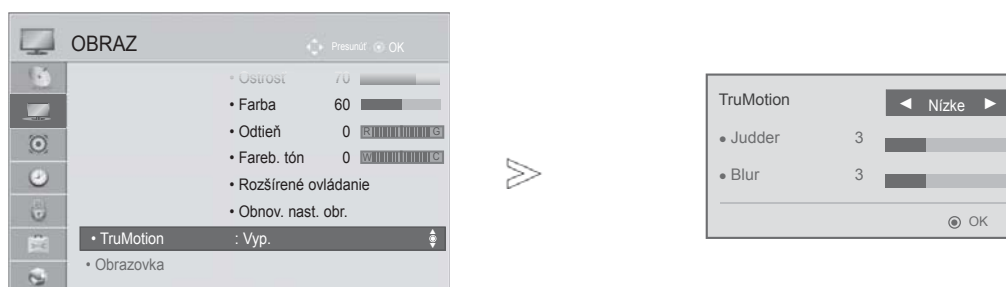 OBRAZ
Presunúť OK
• Ostrosť 70
• Farba 60
• Odtieň 0 R G
• Fareb. tón 0 W C
• Rozšírené ovládanie
• Obnov. nast. obr.
• TruMotion : Vyp.
• Obrazovka
TruMotion ◄ Nízke ►
• Judder 3
• Blur 3
OK